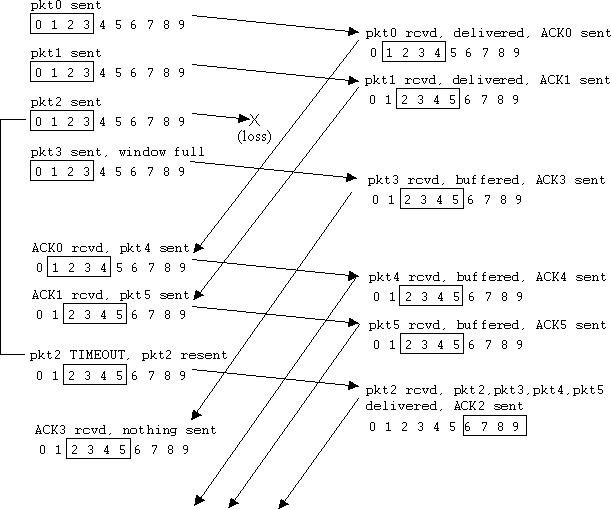 pkt0 sent
0 1 2 3 4 5 6 7 8 9
pkt0 rcvd, delivered, ACK0 sent
0 1 2 3 4 5 6 7 8 9
pkt1 sent
0 1 2 3 4 5 6 7 8 9
pkt1 rcvd, delivered, ACK1 sent
0 1 2 3 4 5 6 7 8 9
pkt2 sent
0 1 2 3 4 5 6 7 8 9
X
(loss)
pkt3 sent, window full
0 1 2 3 4 5 6 7 8 9
pkt3 rcvd, buffered, ACK3 sent
0 1 2 3 4 5 6 7 8 9
ACK0 rcvd, pkt4 sent
0 1 2 3 4 5 6 7 8 9
pkt4 rcvd, buffered, ACK4 sent
0 1 2 3 4 5 6 7 8 9
ACK1 rcvd, pkt5 sent
0 1 2 3 4 5 6 7 8 9
pkt5 rcvd, buffered, ACK5 sent
0 1 2 3 4 5 6 7 8 9
pkt2 TIMEOUT, pkt2 resent
0 1 2 3 4 5 6 7 8 9
pkt2 rcvd, pkt2,pkt3,pkt4,pkt5
delivered, ACK2 sent
0 1 2 3 4 5 6 7 8 9
ACK3 rcvd, nothing sent
0 1 2 3 4 5 6 7 8 9